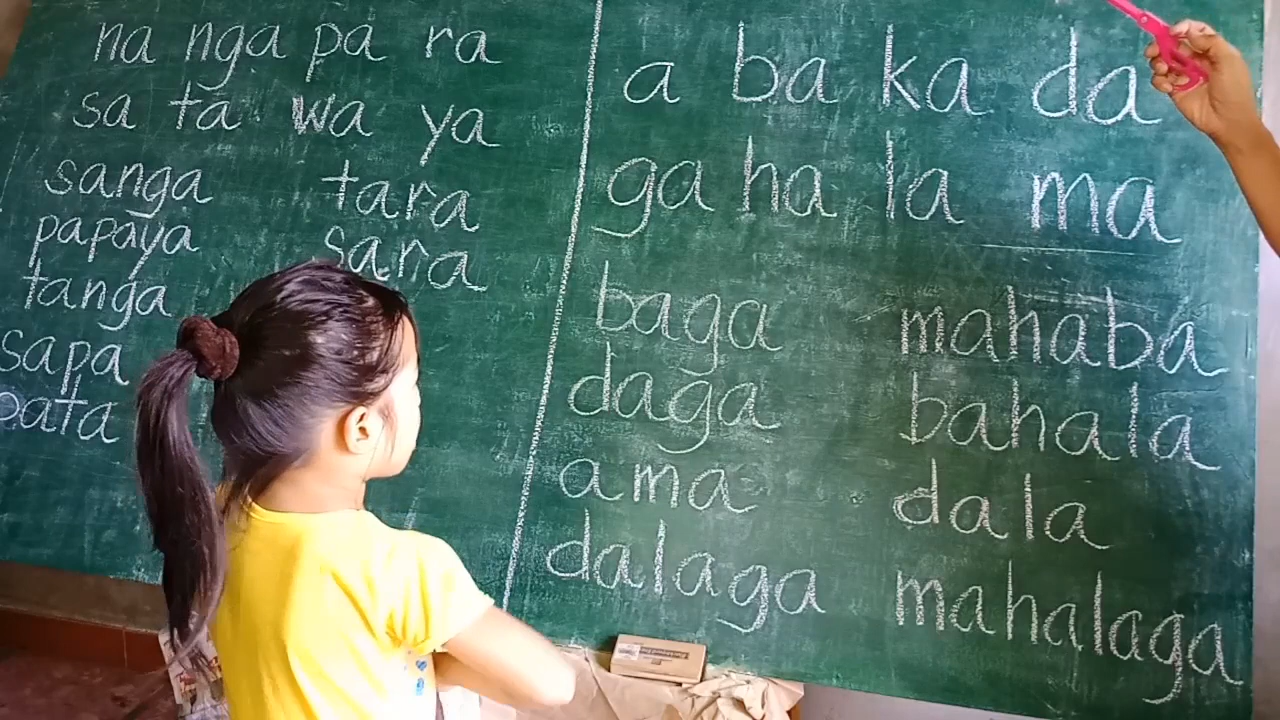 na nga pa ra
sa ta wa ya
sanga tara
papaya sara
tanga
sapa
pata
a ba ka da
ga ha la ma
baga mahaba
daga bahala
ama dala
dalaga mahalaga